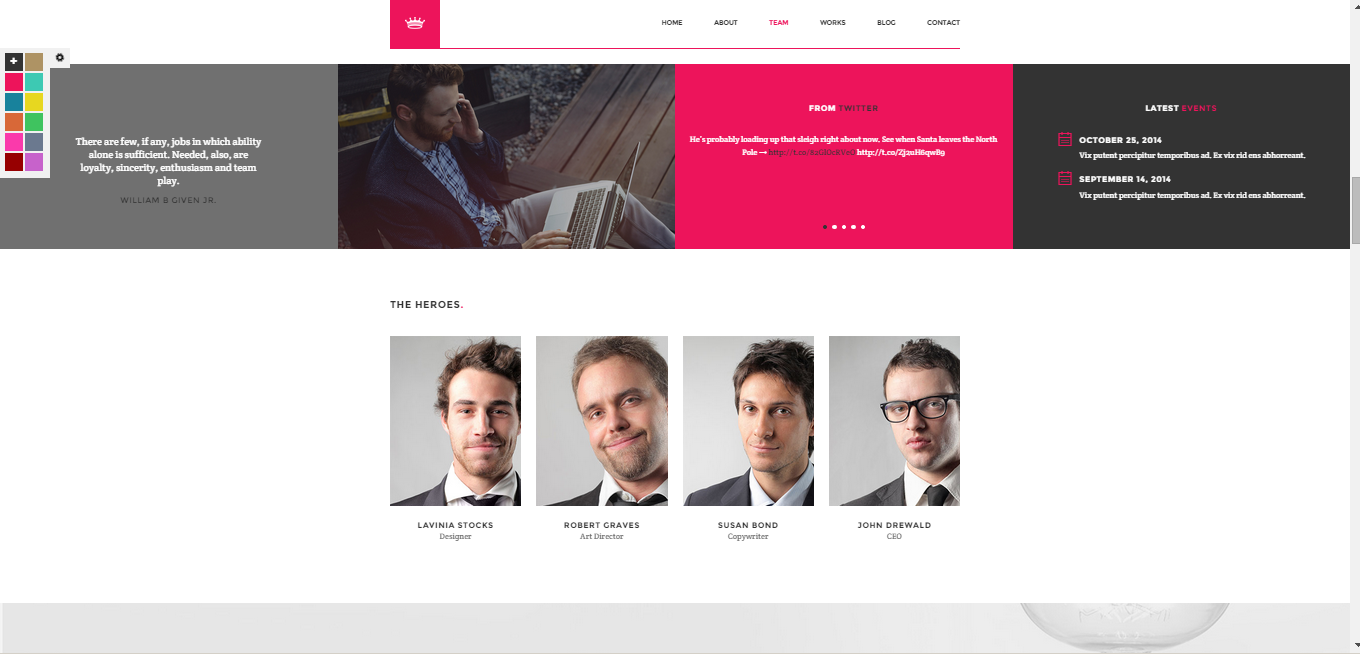 HOME ABOUT TEAM WORKS BLOG CONTACT
There are few, if any, jobs in which ability
alone is sufficient. Needed, also, are
loyalty, sincerity, enthusiasm and team
play.
WILLIAM B GIVEN JR.
FROM TWITTER
He's probably loading up that sleigh right about now. See when Santa leaves the North
Pole → http://t.co/Zj2uH6qwB9
LATEST EVENTS
OCTOBER 25, 2014
Vix putent percipitur temporibus ad. Ex vix rid ens abhorreant.
SEPTEMBER 14, 2014
Vix putent percipitur temporibus ad. Ex vix rid ens abhorreant.
THE HEROES.
LAVINIA STOCKS
Designer
ROBERT GRAVES
Art Director
SUSAN BOND
Copywriter
JOHN DREWALD
CEO